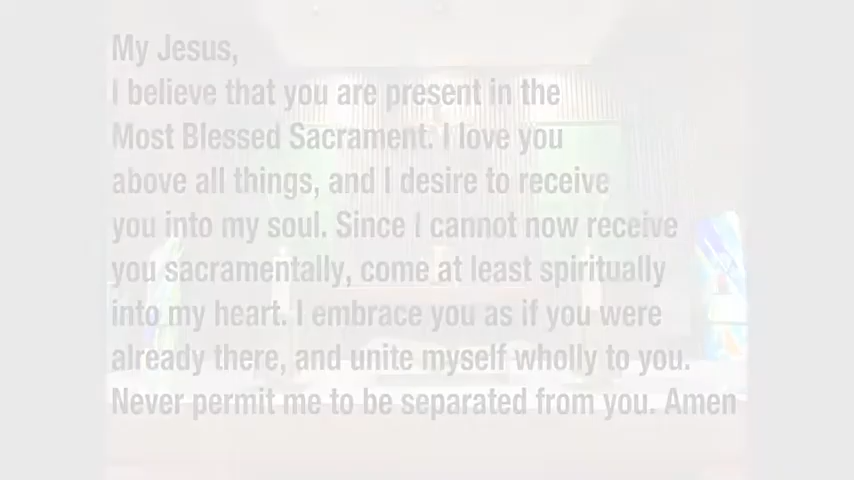 My Jesus,
I believe that you are present in the
Most Blessed Sacrament. I love you
above all things, and I desire to receive
you into my soul. Since I cannot now receive
you sacramentally, come at least spiritually
into my heart. I embrace you as if you were
already there, and unite myself wholly to you.
Never permit me to be separated from you. Amen